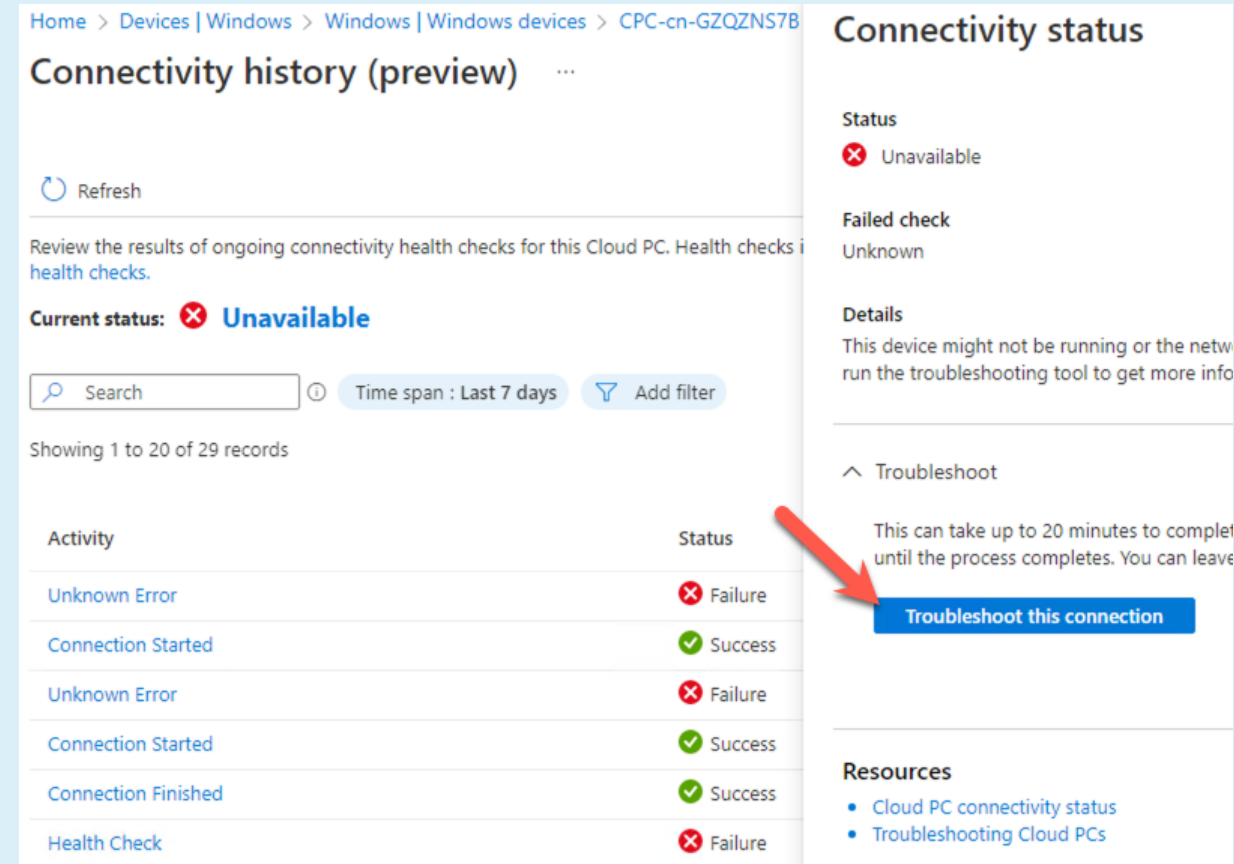 Home > Devices | Windows > Windows | Windows devices > CPC-cn-GZQZNS7B
Connectivity history (preview) ...
Refresh
Review the results of ongoing connectivity health checks for this Cloud PC. Health checks
health checks.
Current status: Unavailable
Search
Time span : Last 7 days
Add filter
Showing 1 to 20 of 29 records
Activity Status
Unknown Error Failure
Connection Started Success
Unknown Error Failure
Connection Started Success
Connection Finished Success
Health Check Failure
Connectivity status
Status
Unavailable
Failed check
Unknown
Details
This device might not be running or the
run the troubleshooting tool to get more
Troubleshoot
This can take up to 20 minutes to
until the process completes. You can
Troubleshoot this connection
Resources
• Cloud PC connectivity status
• Troubleshooting Cloud PCs